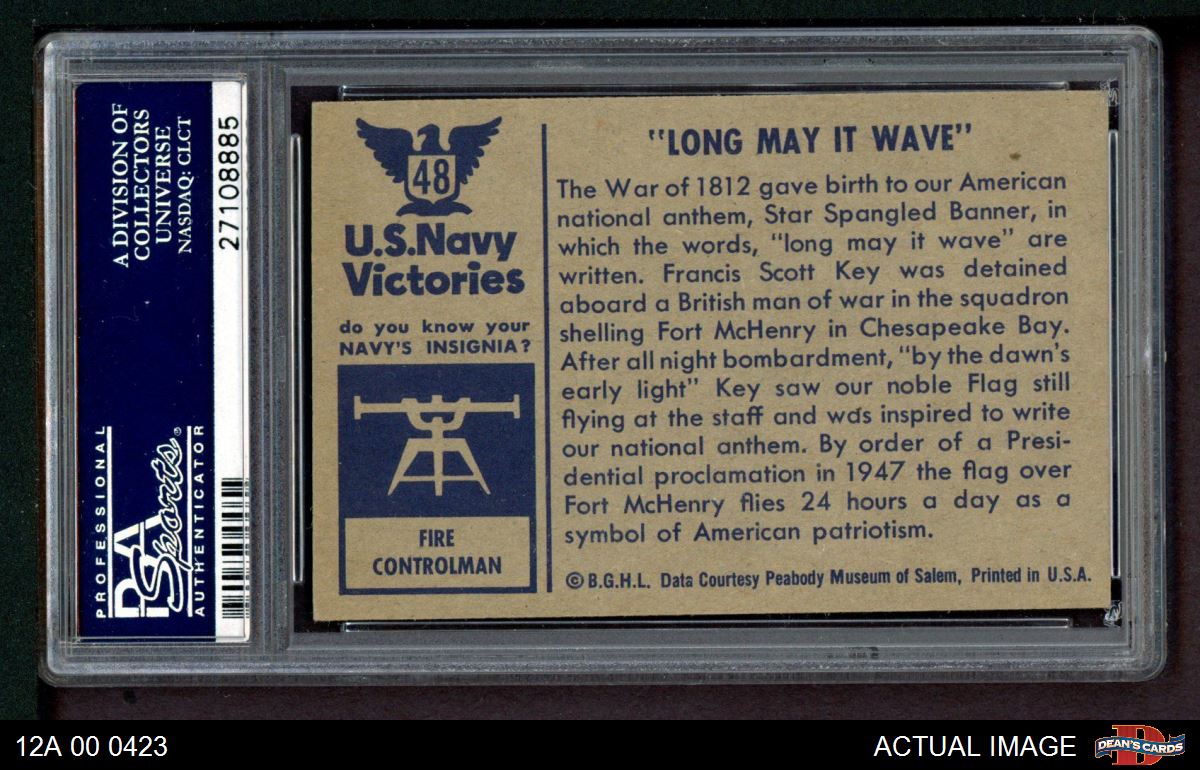 A DIVISION OF
COLLECTORS
UNIVERSE
NASDAQ: CLCT
27108885
PROFESSIONAL
PSA
Sports®
AUTHENTICATOR
48
U.S.Navy
Victories
do you know your
NAVY'S INSIGNIA?
FIRE
CONTROLMAN
"LONG MAY IT WAVE"
The War of 1812 gave birth to our American
national anthem, Star Spangled Banner, in
which the words, "long may it wave" are
written. Francis Scott Key was detained
aboard a British man of war in the squadron
shelling Fort McHenry in Chesapeake Bay.
After all night bombardment, "by the dawn's
early light" Key saw our noble Flag still
flying at the staff and was inspired to write
our national anthem. By order of a Presi-
dential proclamation in 1947 the flag over
Fort McHenry flies 24 hours a day as a
symbol of American patriotism.
© B.G.H.L. Data Courtesy Peabody Museum of Salem, Printed in U.S.A.
12A 00 0423
ACTUAL IMAGE
D
DEAN'S CARDS